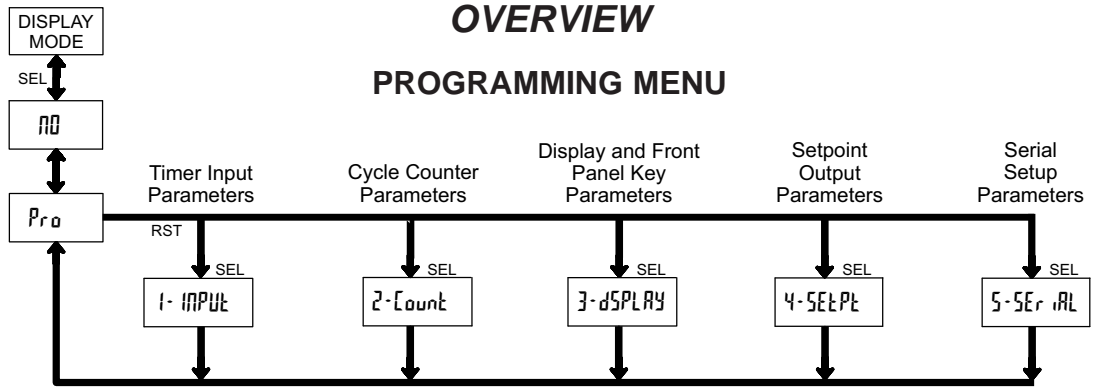 OVERVIEW
PROGRAMMING MENU
DISPLAY
MODE
SEL
NO
Pro
RST
Timer Input
Parameters
Cycle Counter
Parameters
Display and Front
Panel Key
Parameters
Setpoint
Output
Parameters
Serial
Setup
Parameters
SEL
SEL
SEL
SEL
SEL
1-INPUt
2-Count
3-dSPLAY
4-SEtPt
5-SEriAL